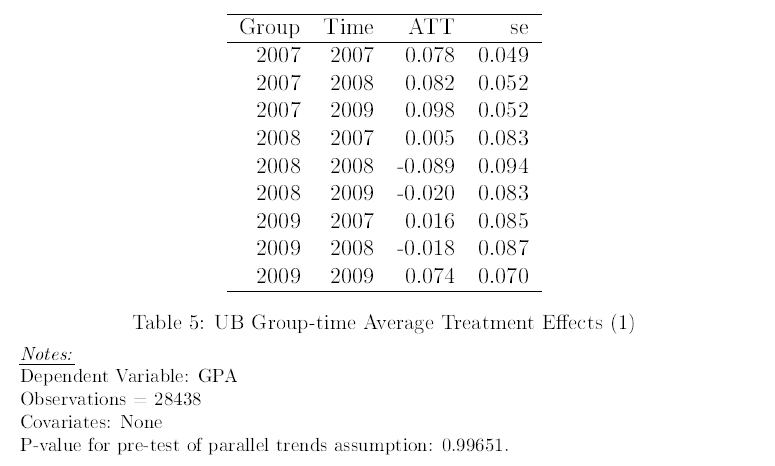 Group Time ATT se
2007 2007 0.078 0.049
2007 2008 0.082 0.052
2007 2009 0.098 0.052
2008 2007 0.005 0.083
2008 2008 -0.089 0.094
2008 2009 -0.020 0.083
2009 2007 0.016 0.085
2009 2008 -0.018 0.087
2009 2009 0.074 0.070
Table 5: UB Group-time Average Treatment Effects (1)
Notes:
Dependent Variable: GPA
Observations = 28438
Covariates: None
P-value for pre-test of parallel trends assumption: 0.99651.